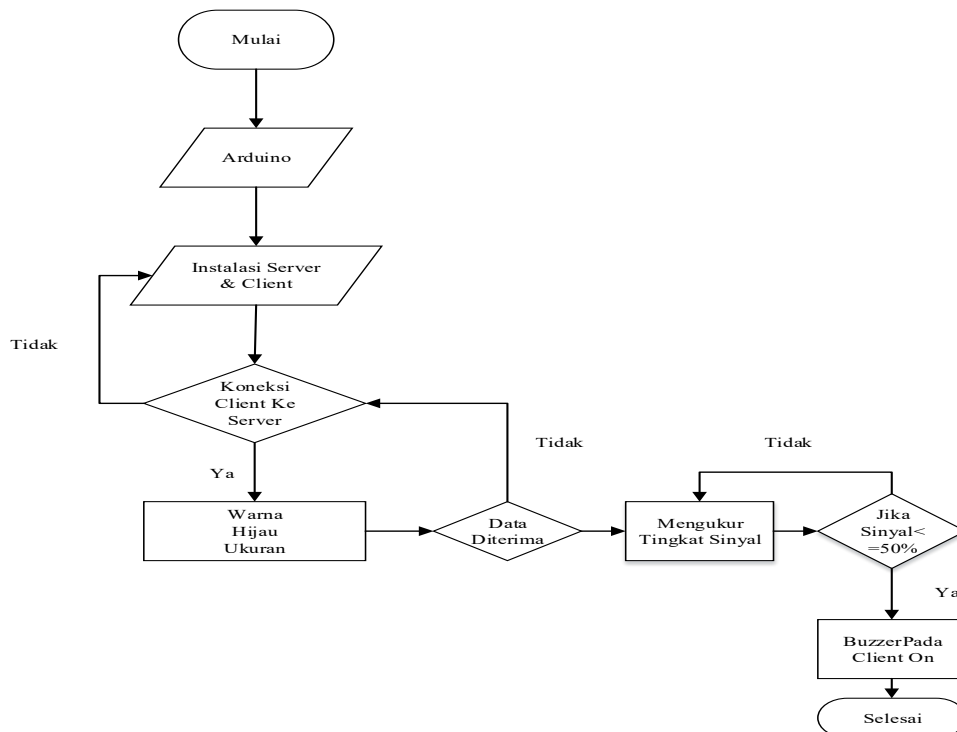 Mulai
Arduino
Instalasi Server
& Client
Tidak
Koneksi
Client Ke
Server
Ya
Warna
Hijau
Ukuran
Tidak
Data
Diterima
Mengukur
Tingkat Sinyal
Tidak
Jika
Sinyal<
=50%
Ya
BuzzerPada
Client On
Selesai